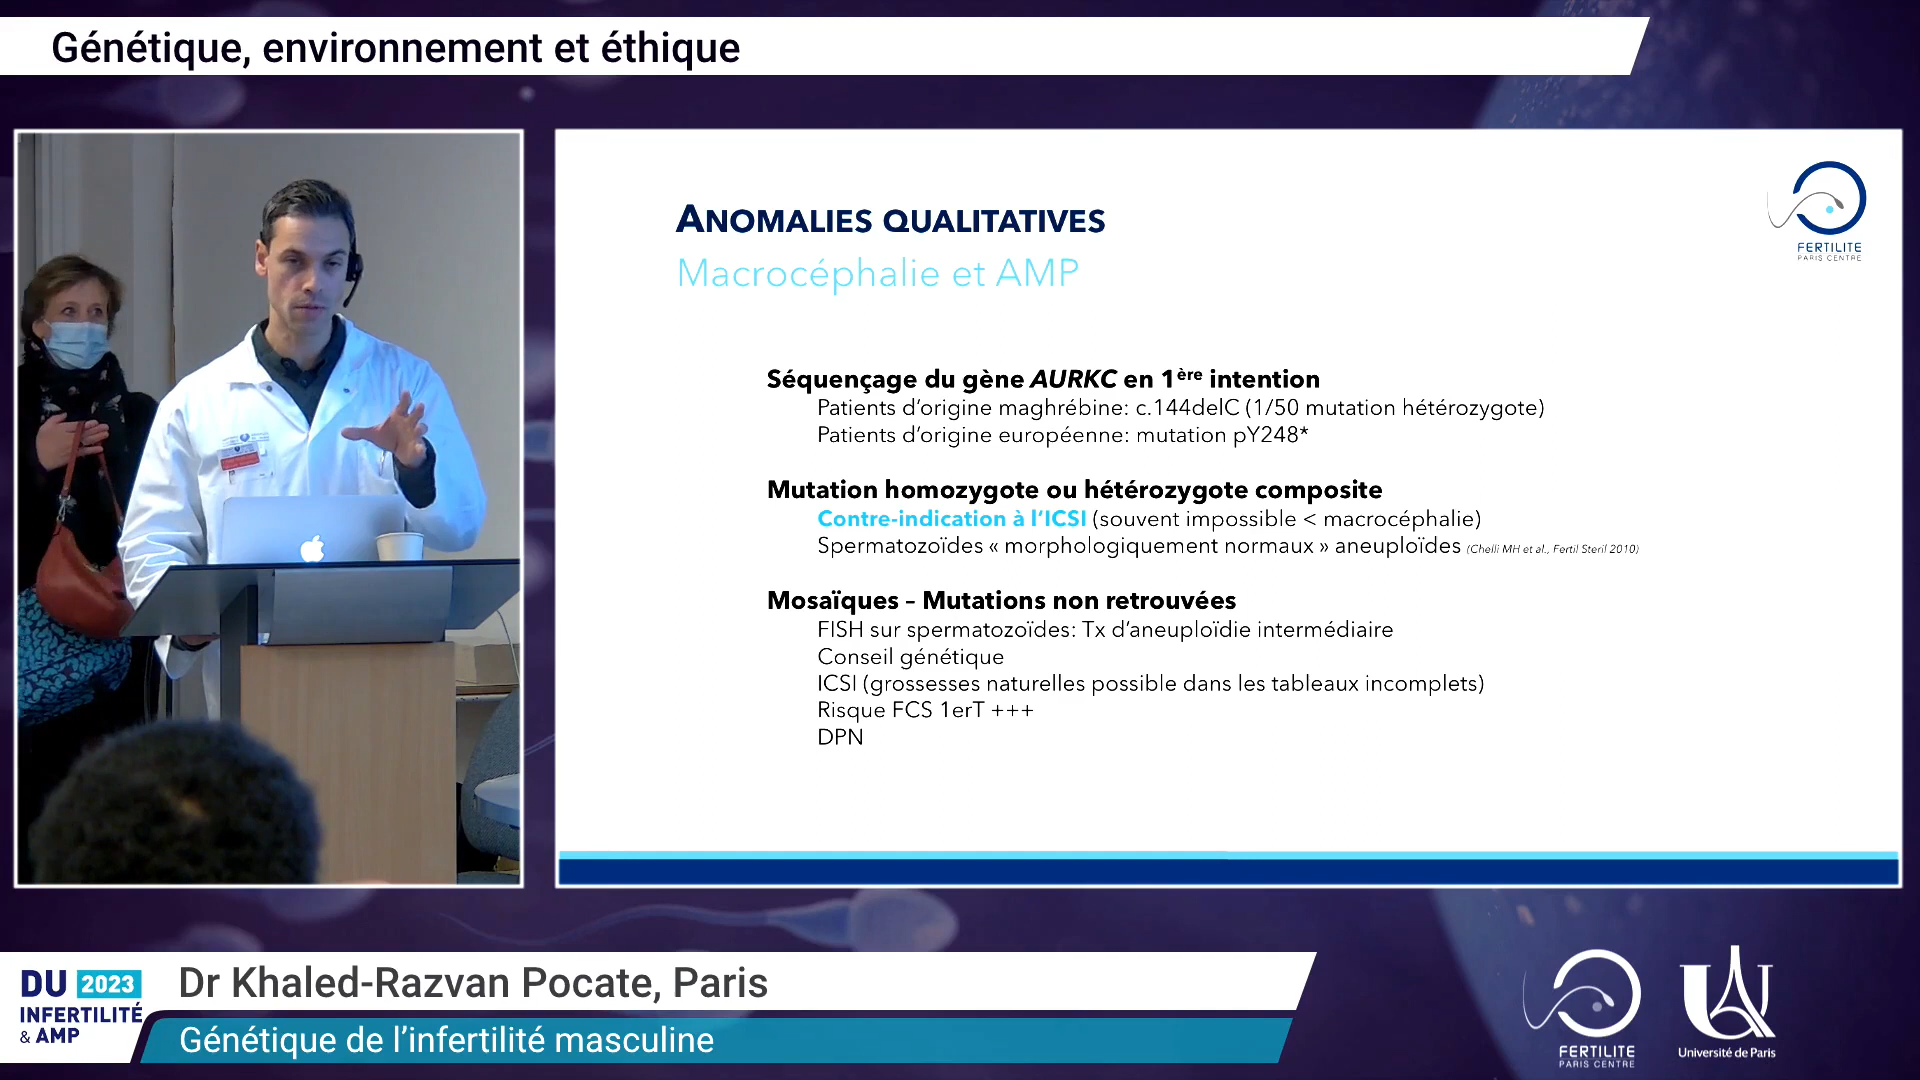 Génétique, environnement et éthique
ANOMALIES QUALITATIVES
Macrocéphalie et AMP
FERTILITE
PARIS CENTRE
Séquençage du gène AURKC en 1ère intention
Patients d’origine maghrébine: c.144delC (1/50 mutation hétérozygote)
Patients d’origine européenne: mutation pY248*
Mutation homozygote ou hétérozygote composite
Contre-indication à l’ICSI (souvent impossible < macrocéphalie)
Spermatozoïdes « morphologiquement normaux » aneuploïdes (Chelli MH et al., Fertil Steril 2010)
Mosaïques – Mutations non retrouvées
FISH sur spermatozoïdes: Tx d’aneuploïdie intermédiaire
Conseil génétique
ICSI (grossesses naturelles possible dans les tableaux incomplets)
Risque FCS 1erT +++
DPN
DU 2023
INFERTILITÉ
& AMP
Dr Khaled-Razvan Pocate, Paris
Génétique de l’infertilité masculine
FERTILITE
PARIS CENTRE
Université de Paris